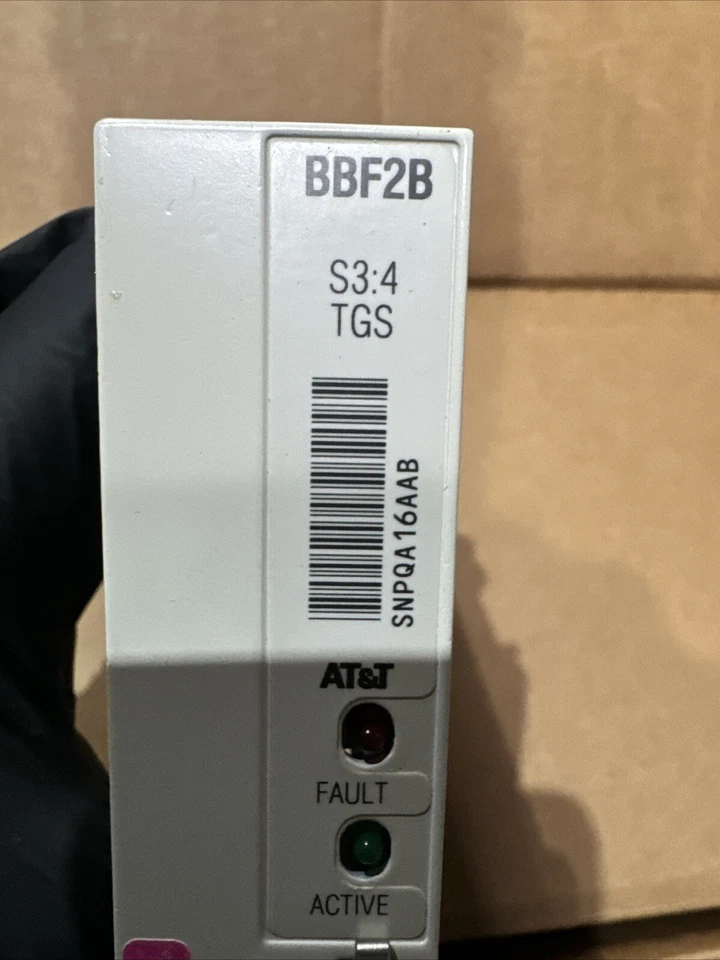 BBF2B
S3:4
TGS
SNPQA16AAB
AT&T
FAULT
ACTIVE